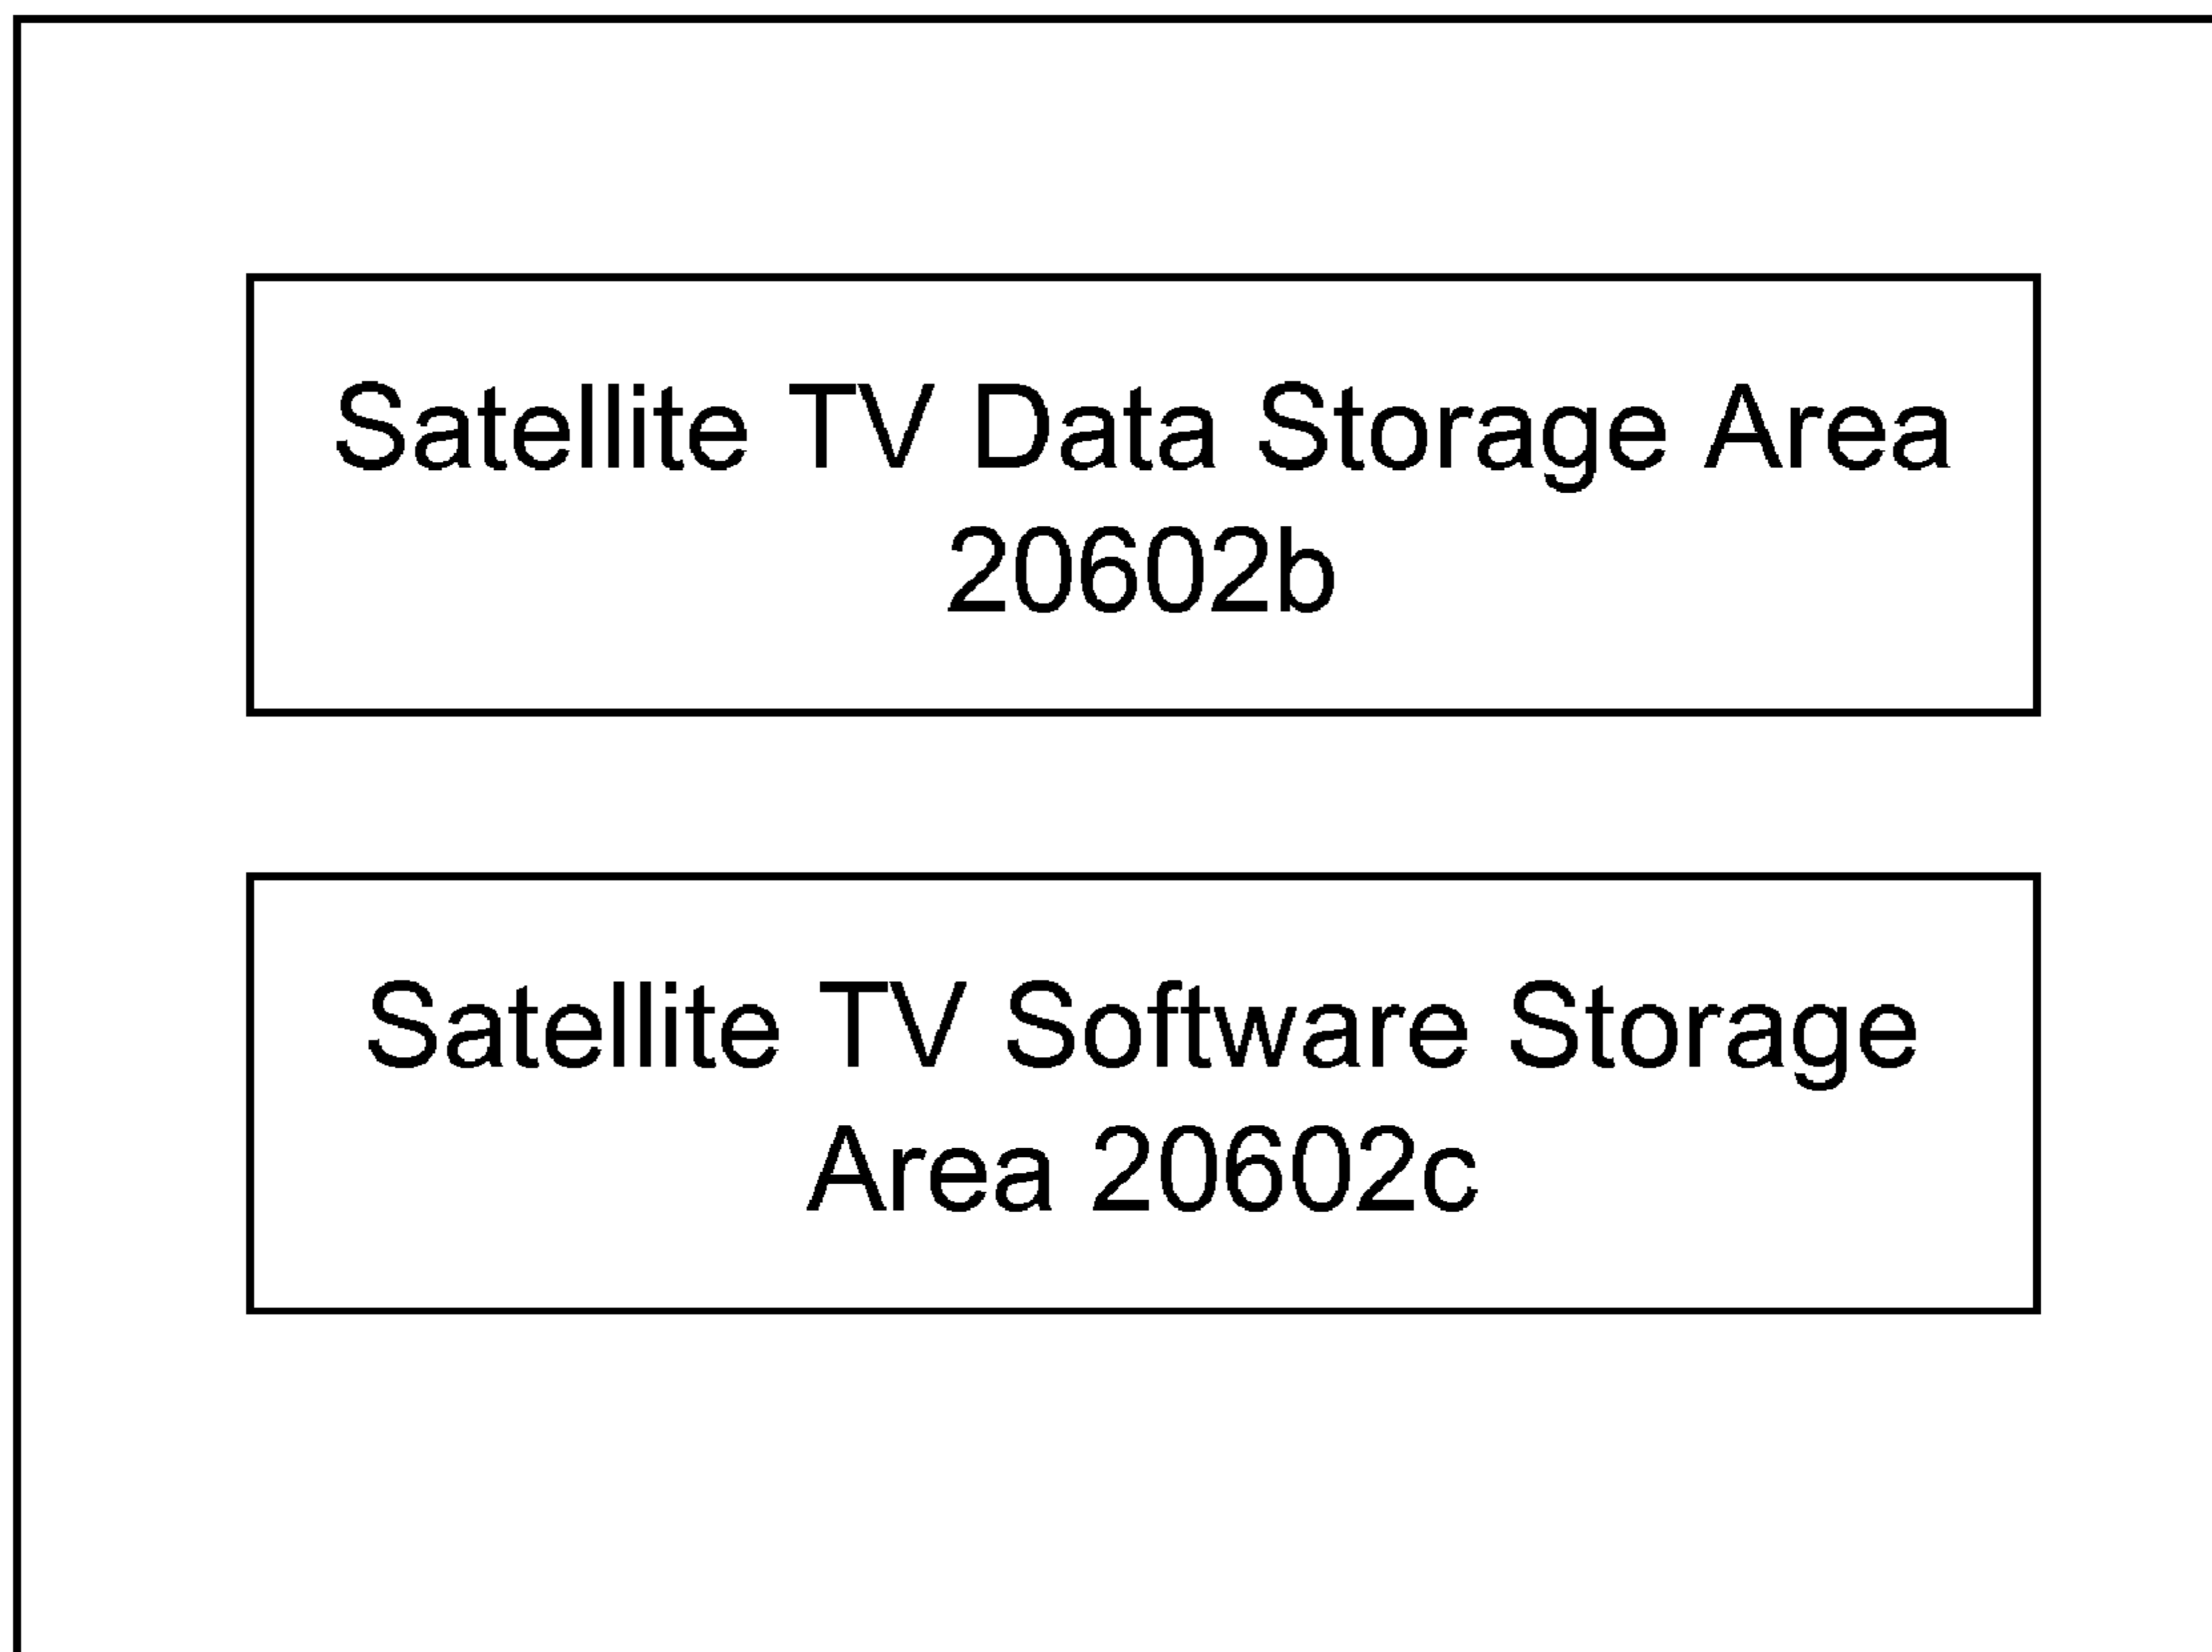 Satellite TV Data Storage Area
20602b
Satellite TV Software Storage
Area 20602c